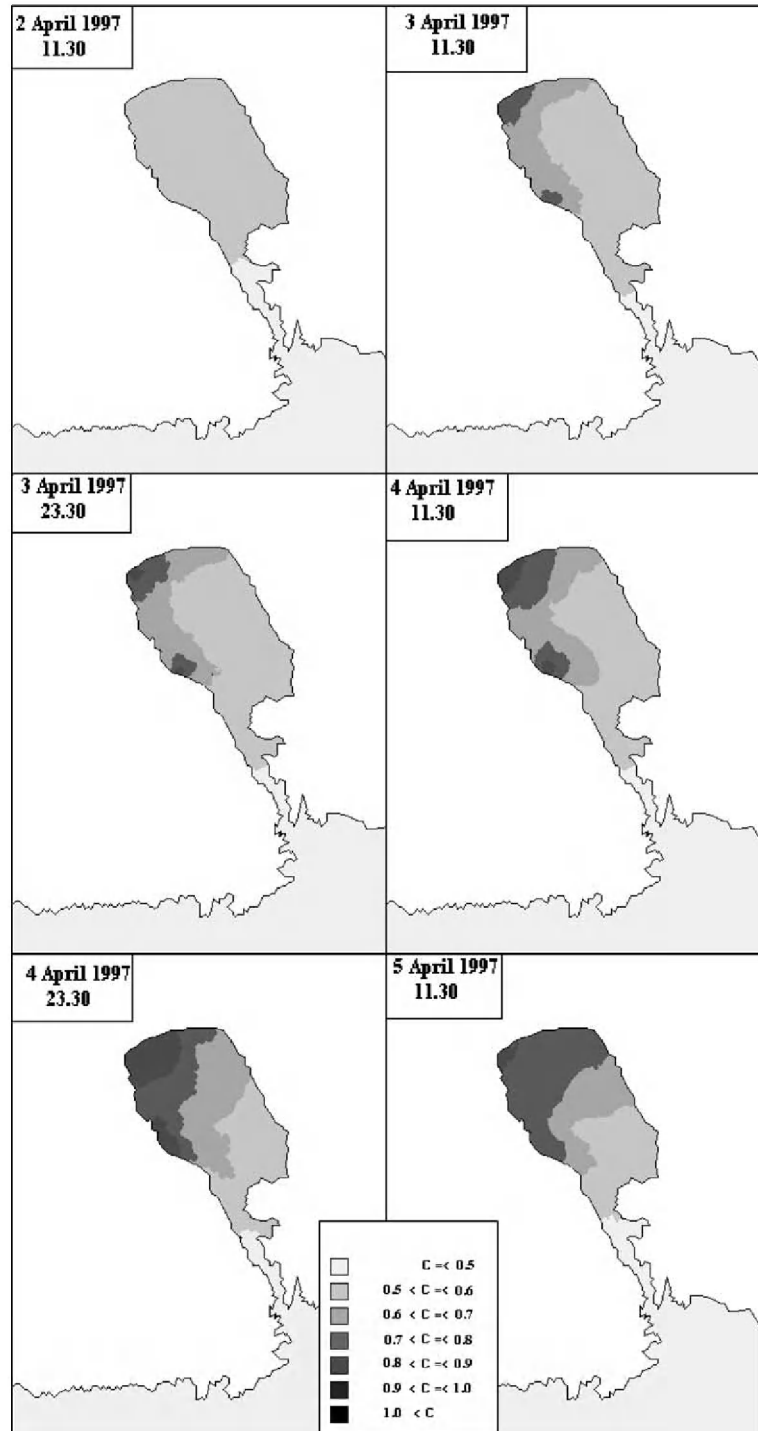 2 April 1997
11.30
3 April 1997
11.30
3 April 1997
23.30
4 April 1997
11.30
4 April 1997
23.30
5 April 1997
11.30
C =< 0.5
0.5 < C =< 0.6
0.6 < C =< 0.7
0.7 < C =< 0.8
0.8 < C =< 0.9
0.9 < C =< 1.0
1.0 < C